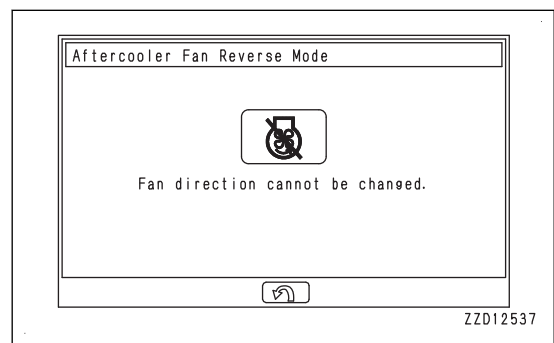 Aftercooler Fan Reverse Mode
Fan direction cannot be changed.
ZZD12537